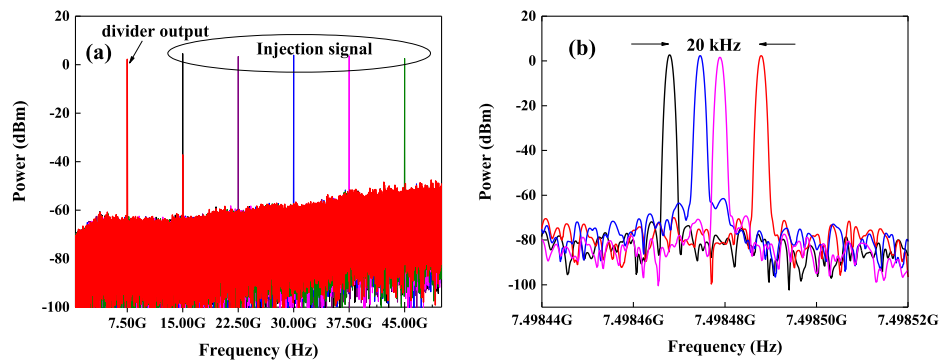 (a)
divider output
Injection signal
Power (dBm)
20
0
-20
-40
-60
-80
-100
7.50G 15.00G 22.50G 30.00G 37.50G 45.00G
Frequency (Hz)
(b)
20 kHz
Power (dBm)
20
0
-20
-40
-60
-80
-100
7.49844G 7.49846G 7.49848G 7.49850G 7.49852G
Frequency (Hz)